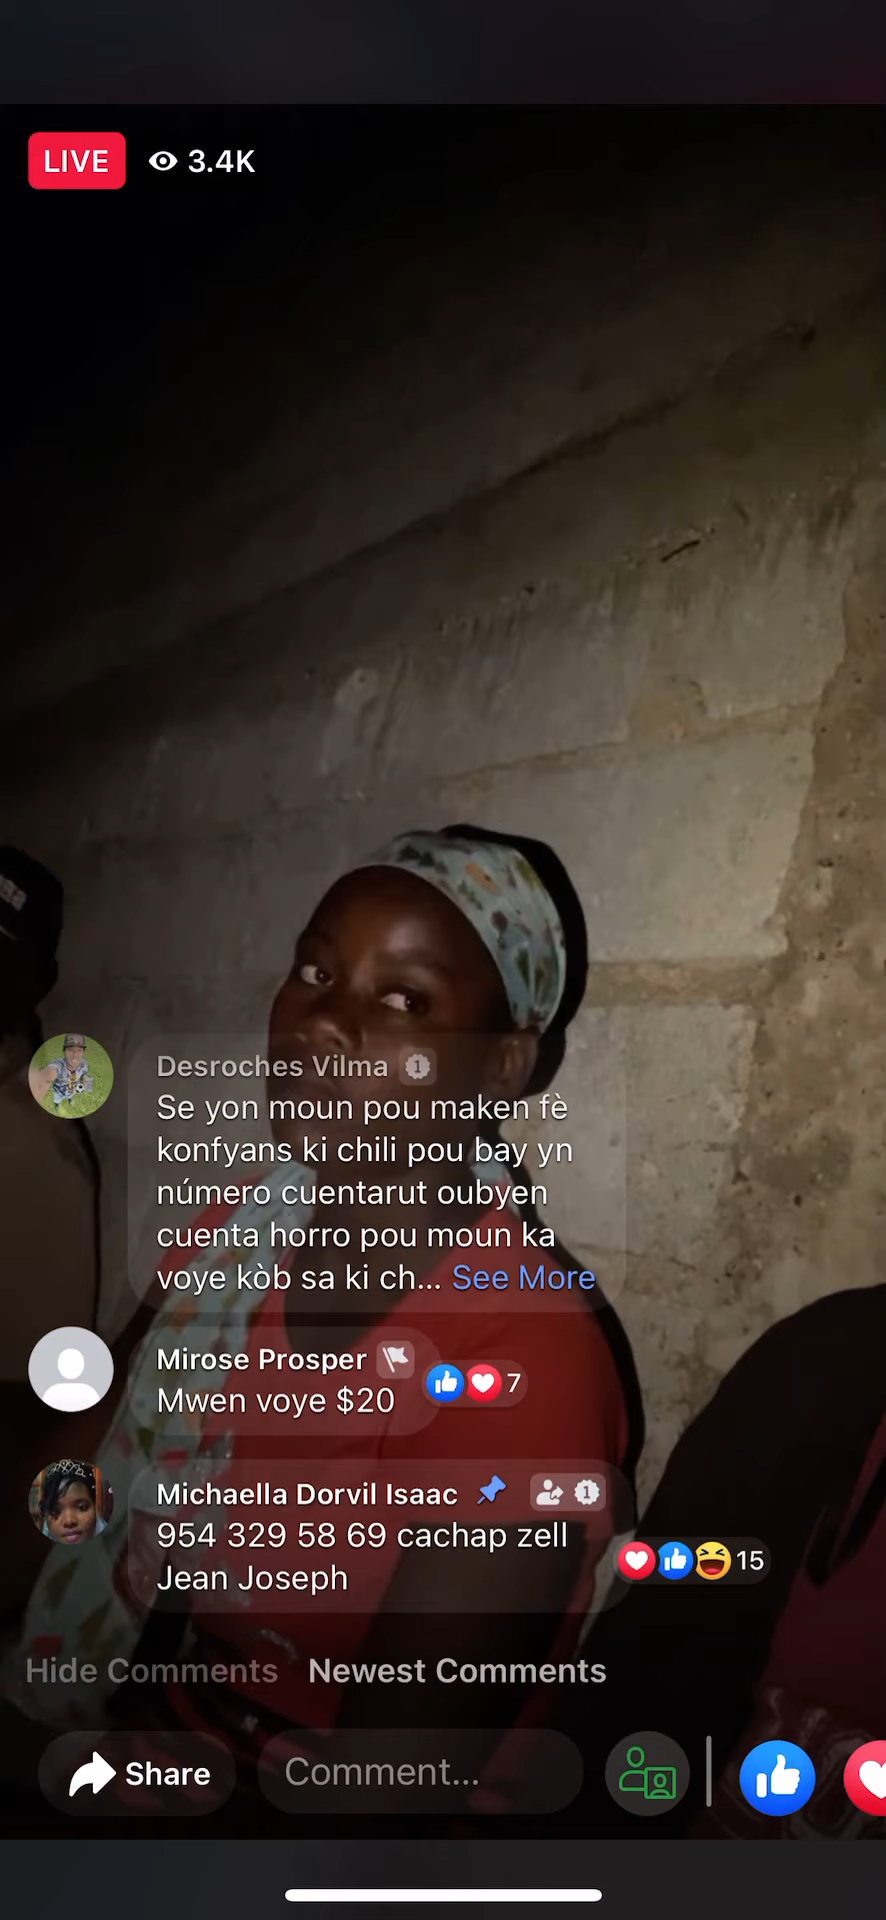 LIVE 3.4K
Desroches Vilma 1
Se yon moun pou maken fè
konfyans ki chili pou bay yn
número cuentarut oubyen
cuenta horro pou moun ka
voye kòb sa ki ch... See More
Mirose Prosper
Mwen voye $20
7
Michaella Dorvil Isaac 1
954 329 58 69 cachap zell
Jean Joseph
15
Hide Comments Newest Comments
Share Comment...